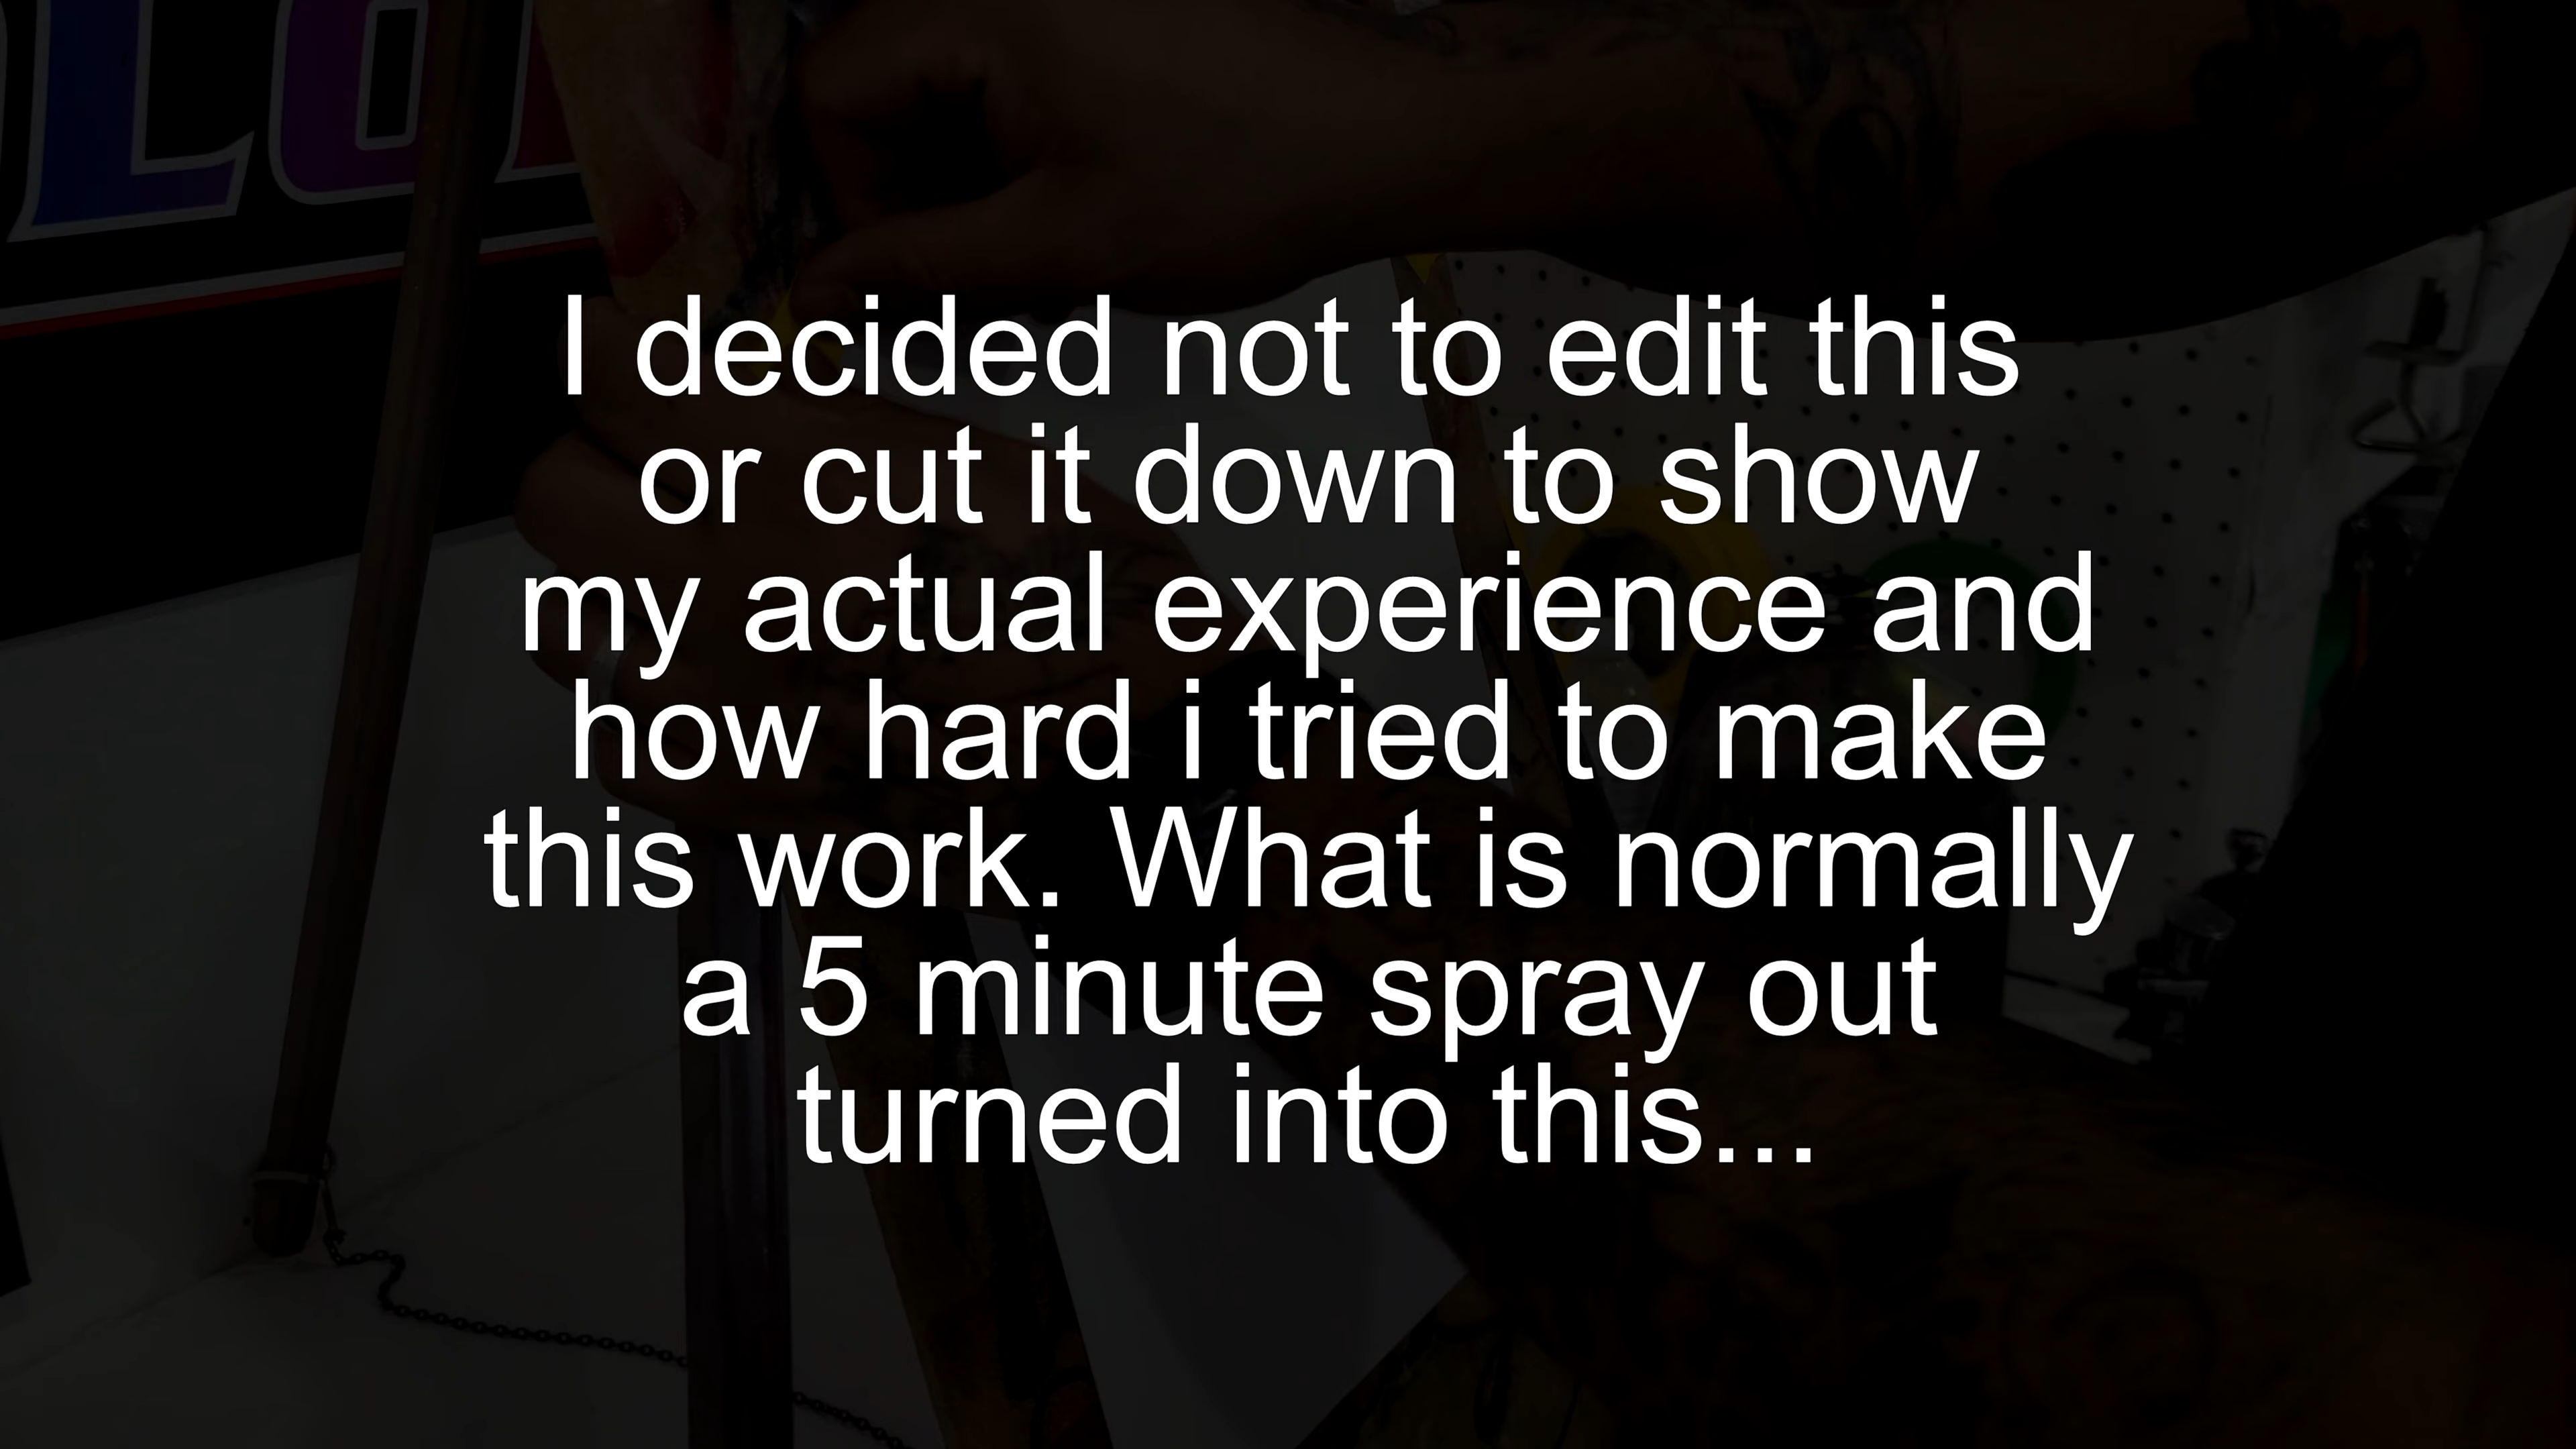 I decided not to edit this
or cut it down to show
my actual experience and
how hard i tried to make
this work. What is normally
a 5 minute spray out
turned into this...